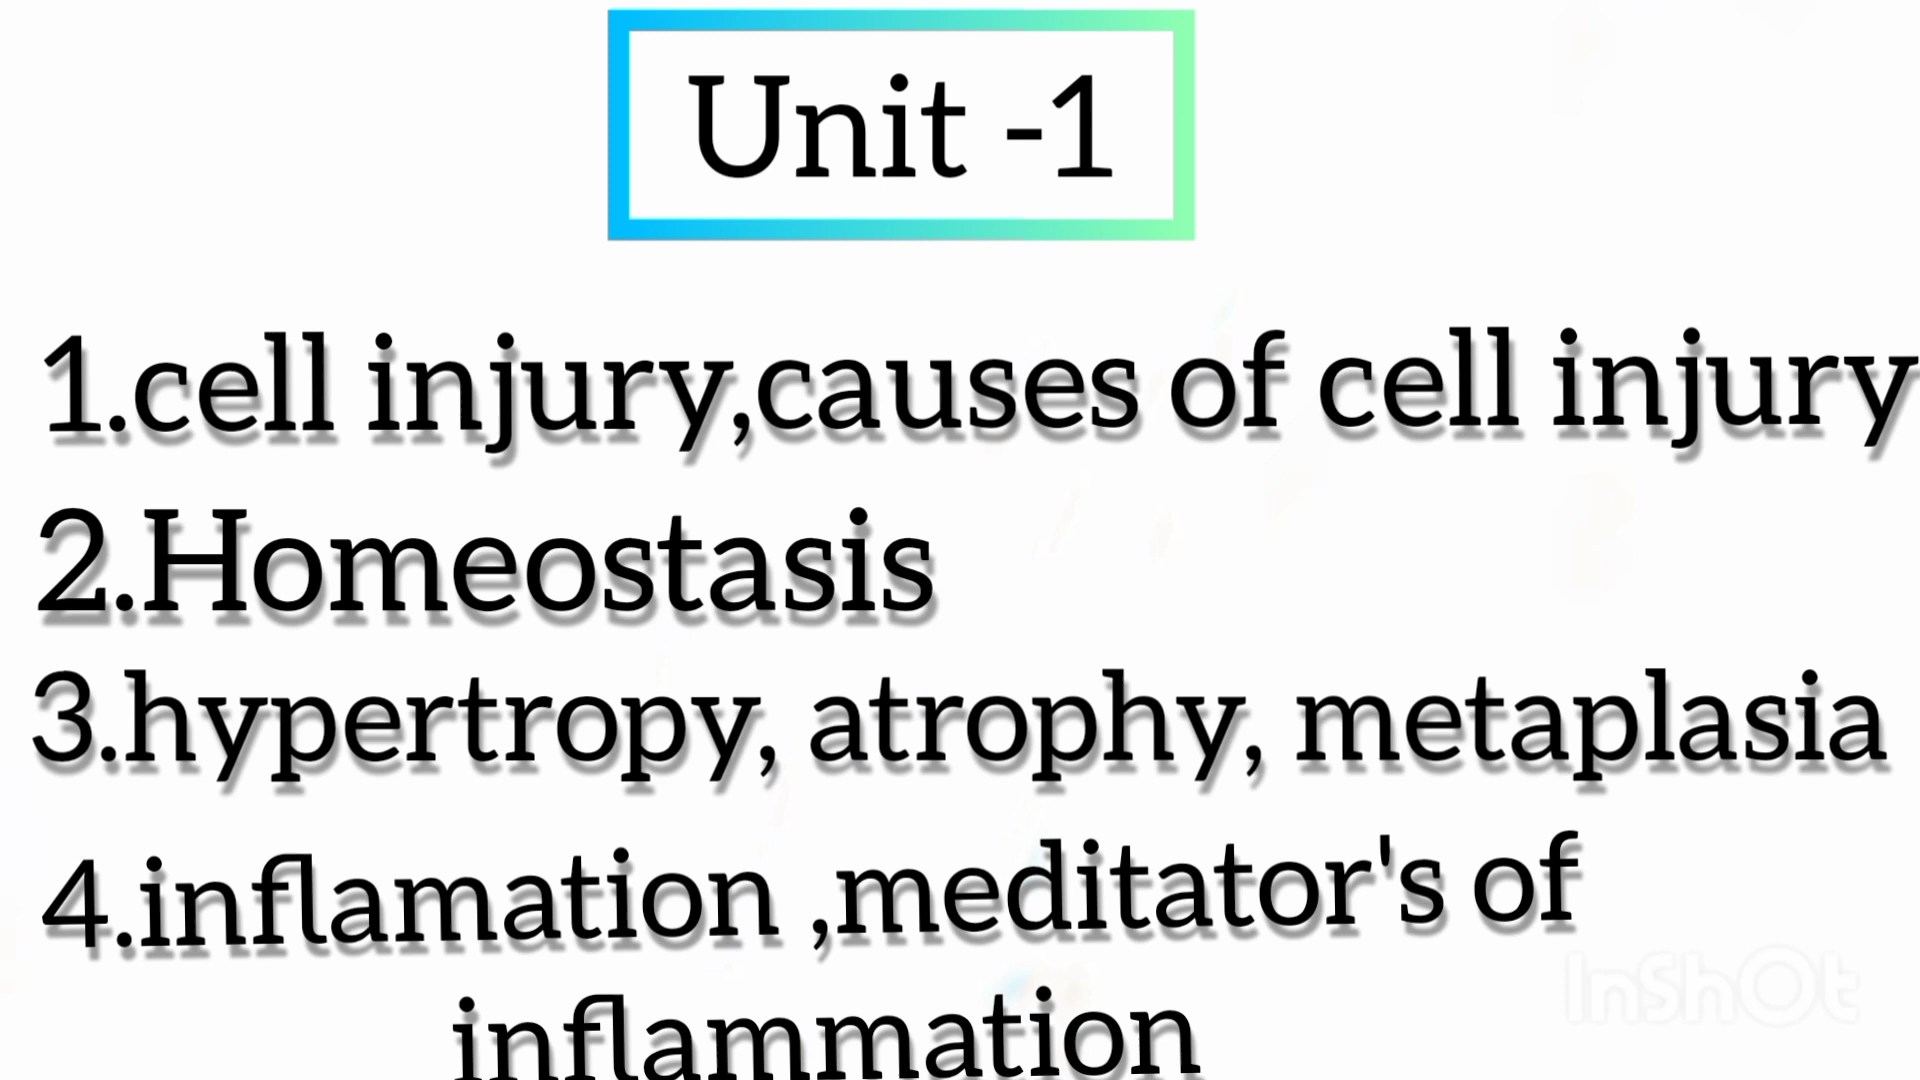 Unit -1
1.cell injury,causes of cell injury
2.Homeostasis
3.hypertropy, atrophy, metaplasia
4.inflamation ,meditator's of
inflammation
InShOt